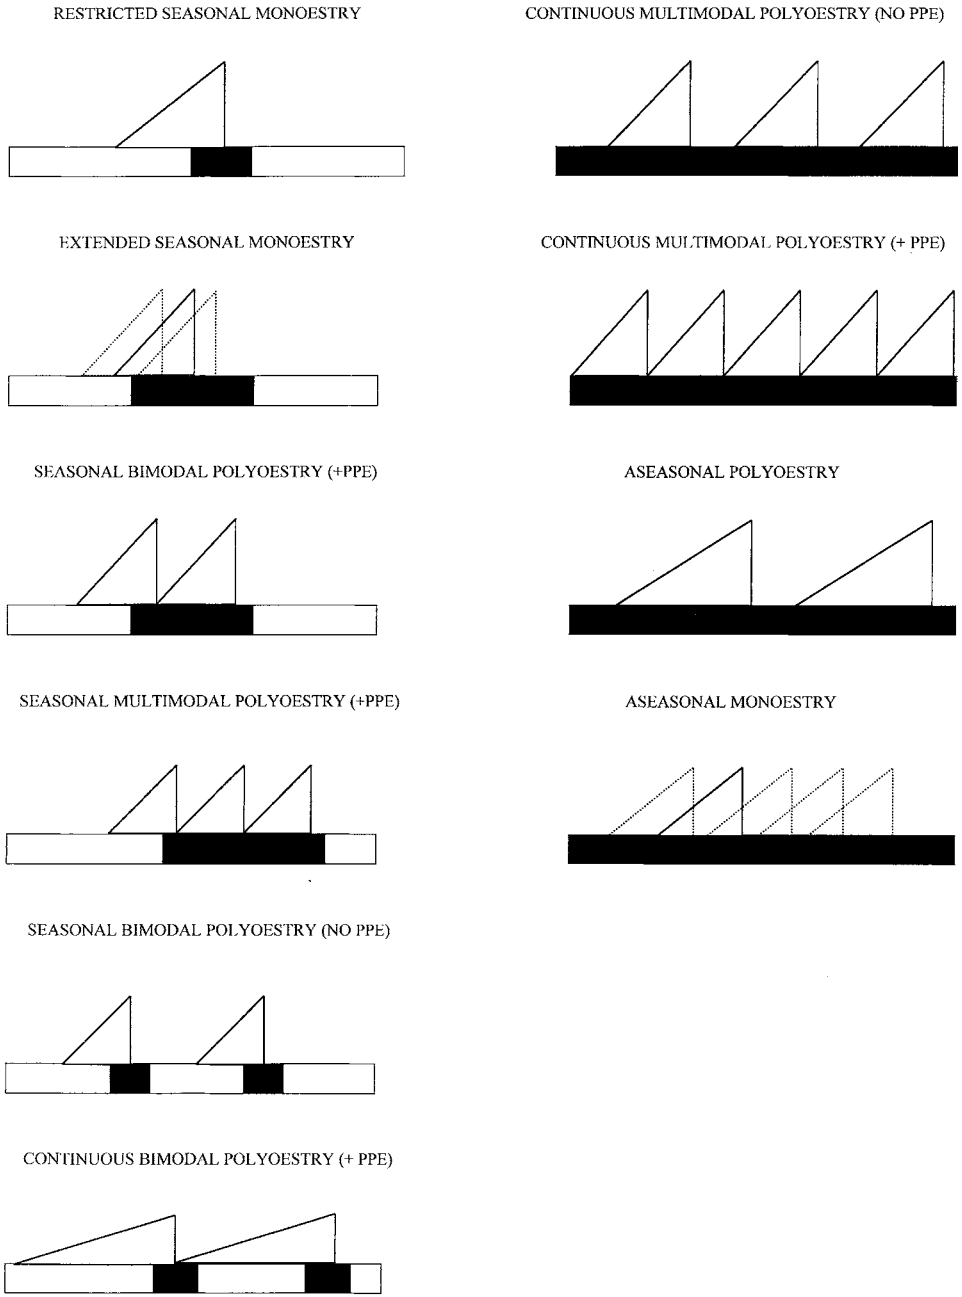 RESTRICTED SEASONAL MONOESTRY
EXTENDED SEASONAL MONOESTRY
SEASONAL BIMODAL POLYOESTRY (+PPE)
SEASONAL MULTIMODAL POLYOESTRY (+PPE)
SEASONAL BIMODAL POLYOESTRY (NO PPE)
CONTINUOUS BIMODAL POLYOESTRY (+ PPE)
CONTINUOUS MULTIMODAL POLYOESTRY (NO PPE)
CONTINUOUS MULTIMODAL POLYOESTRY (+ PPE)
ASEASONAL POLYOESTRY
ASEASONAL MONOESTRY